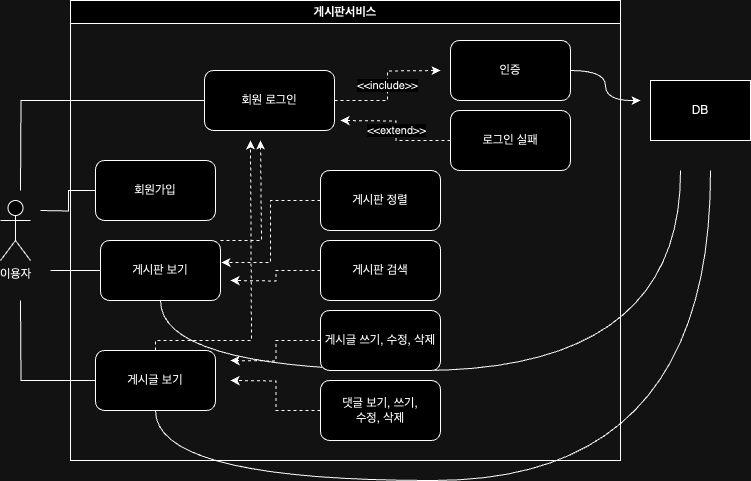 게시판서비스
인증
회원 로그인
<<include>>
DB
<<extend>>
로그인 실패
회원가입
게시판 정렬
이용자
게시판 보기
게시판 검색
게시글 쓰기, 수정, 삭제
게시글 보기
댓글 보기, 쓰기,
수정, 삭제